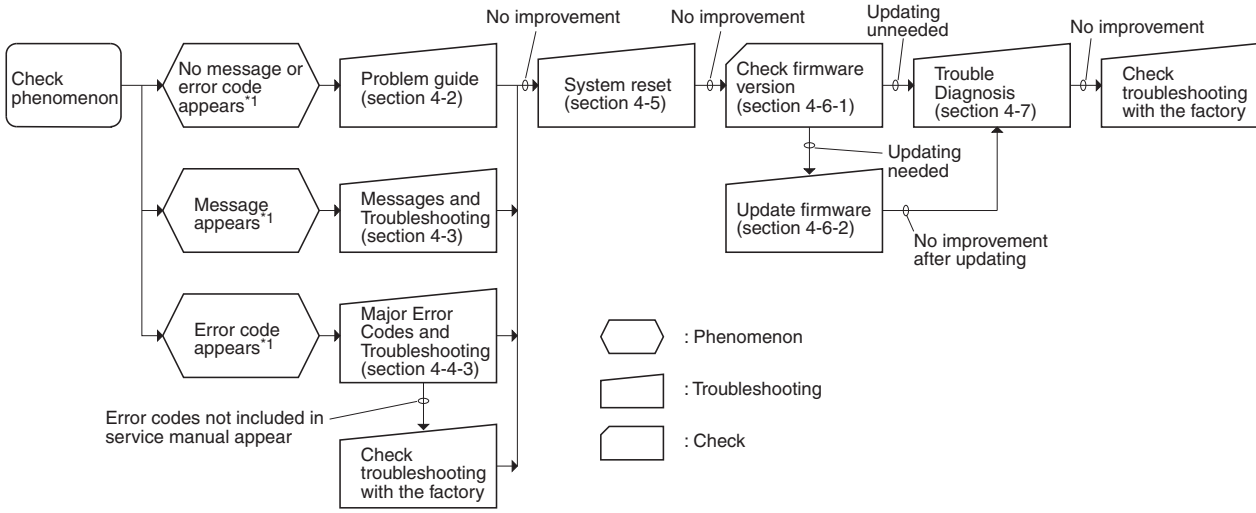 No improvement
No improvement
Updating
unneeded
No improvement
Check
phenomenon
No message or
error code
appears*1
Problem guide
(section 4-2)
System reset
(section 4-5)
Check firmware
version
(section 4-6-1)
Trouble
Diagnosis
(section 4-7)
Check
troubleshooting
with the factory
Updating
needed
Message
appears*1
Messages and
Troubleshooting
(section 4-3)
Update firmware
(section 4-6-2)
No improvement
after updating
Error code
appears*1
Major Error
Codes and
Troubleshooting
(section 4-4-3)
: Phenomenon
: Troubleshooting
: Check
Error codes not included in
service manual appear
Check
troubleshooting
with the factory